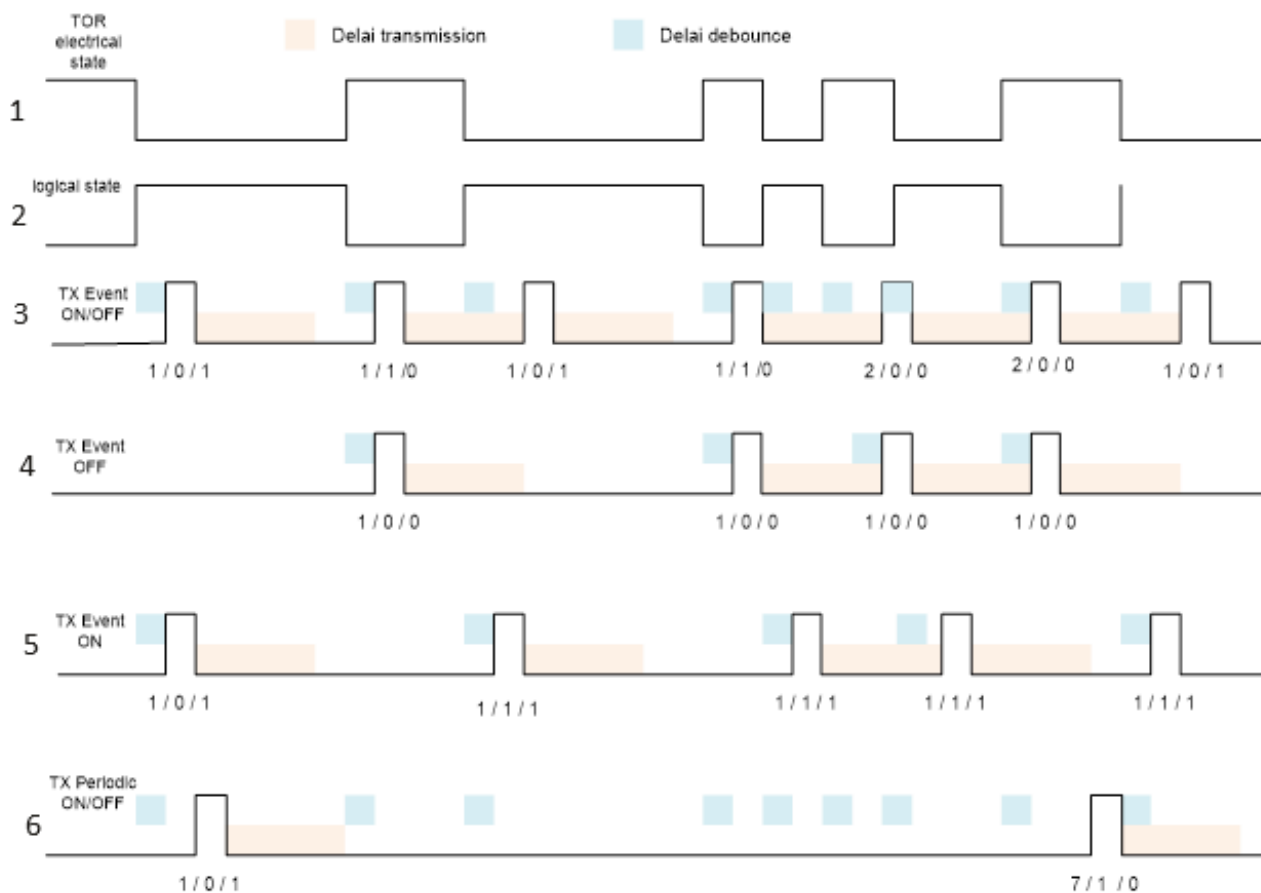 TOR
electrical
state
Delai transmission
Delai debounce
1
logical state
2
TX Event
ON/OFF
3
1 / 0 / 1
1 / 1 /0
1 / 0 / 1
1 / 1 /0
2 / 0 / 0
2 / 0 / 0
1 / 0 / 1
TX Event
OFF
4
1 / 0 / 0
1 / 0 / 0
1 / 0 / 0
1 / 0 / 0
TX Event
ON
5
1 / 0 / 1
1 / 1 / 1
1 / 1 / 1
1 / 1 / 1
1 / 1 / 1
TX Periodic
ON/OFF
6
1 / 0 / 1
7 / 1 / 0